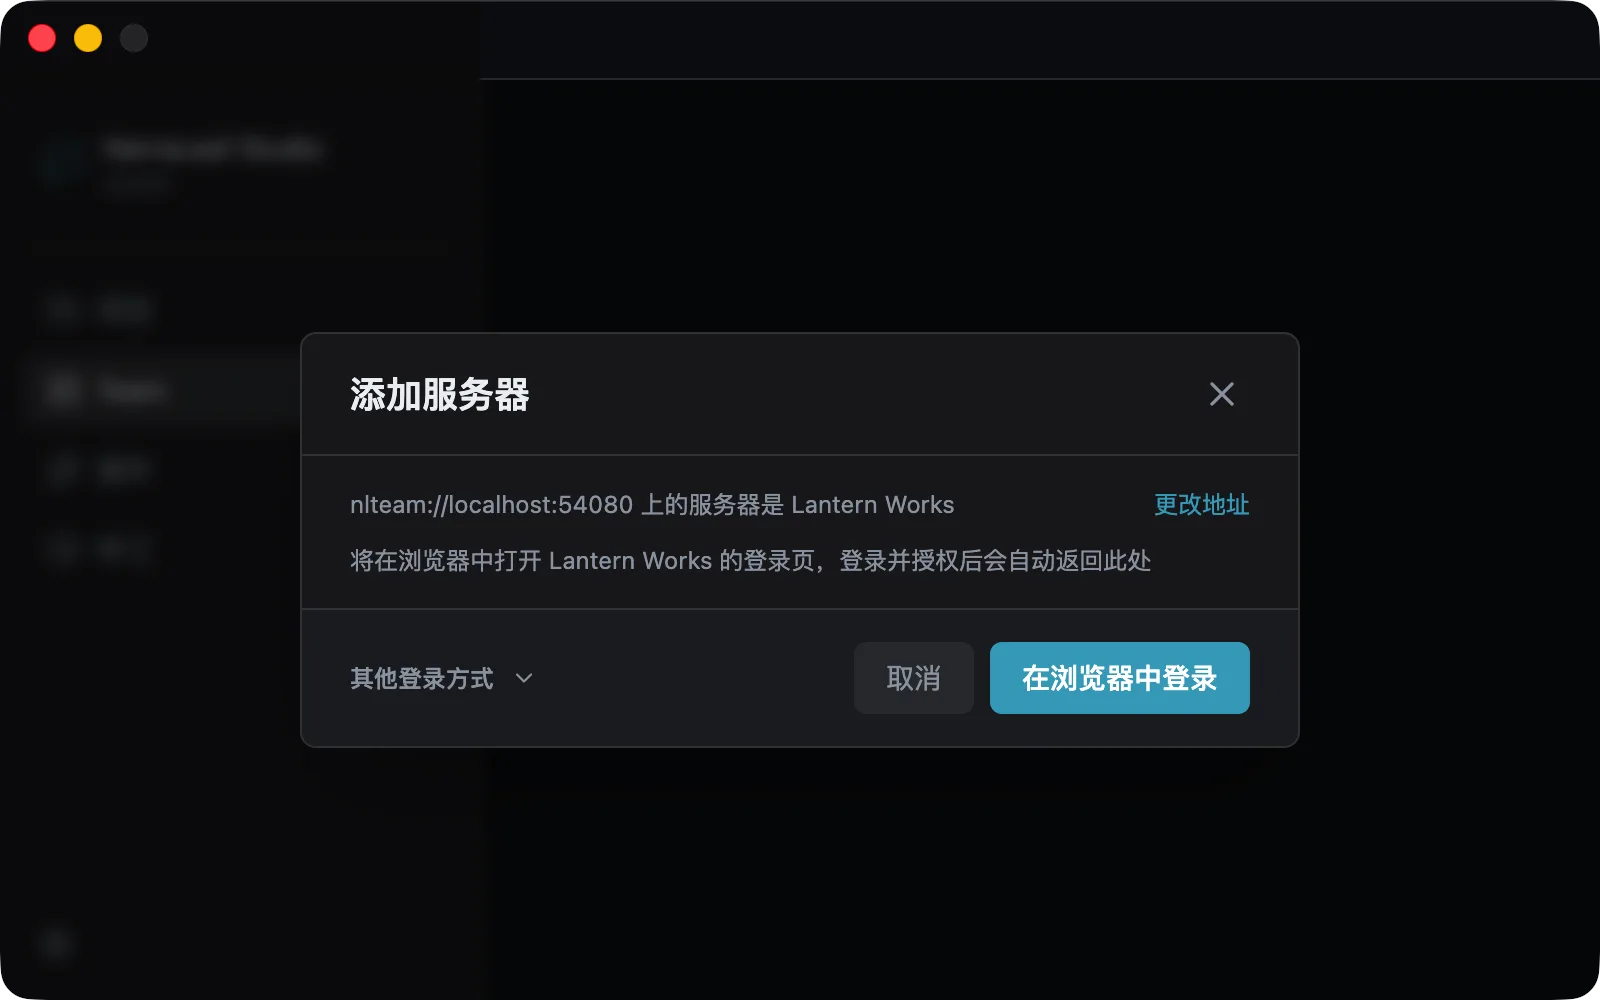 添加服务器
nlteam://localhost:54080 上的服务器是 Lantern Works
更改地址
将在浏览器中打开 Lantern Works 的登录页，登录并授权后会自动返回此处
其他登录方式
取消
在浏览器中登录